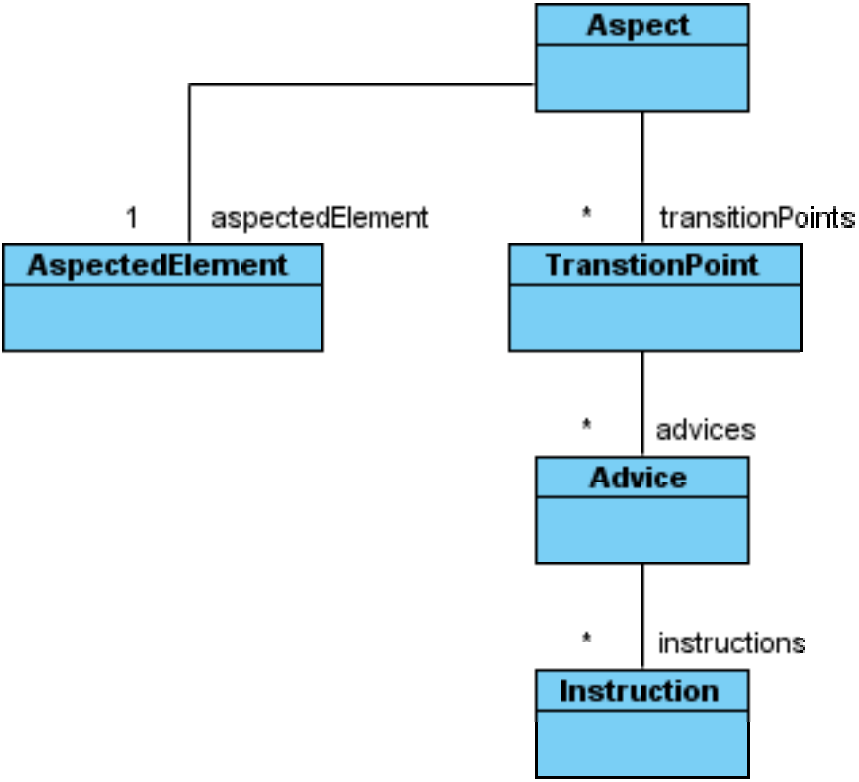 Aspect
1 aspectedElement * transitionPoints
AspectedElement TranstionPoint
* advices
Advice
* instructions
Instruction